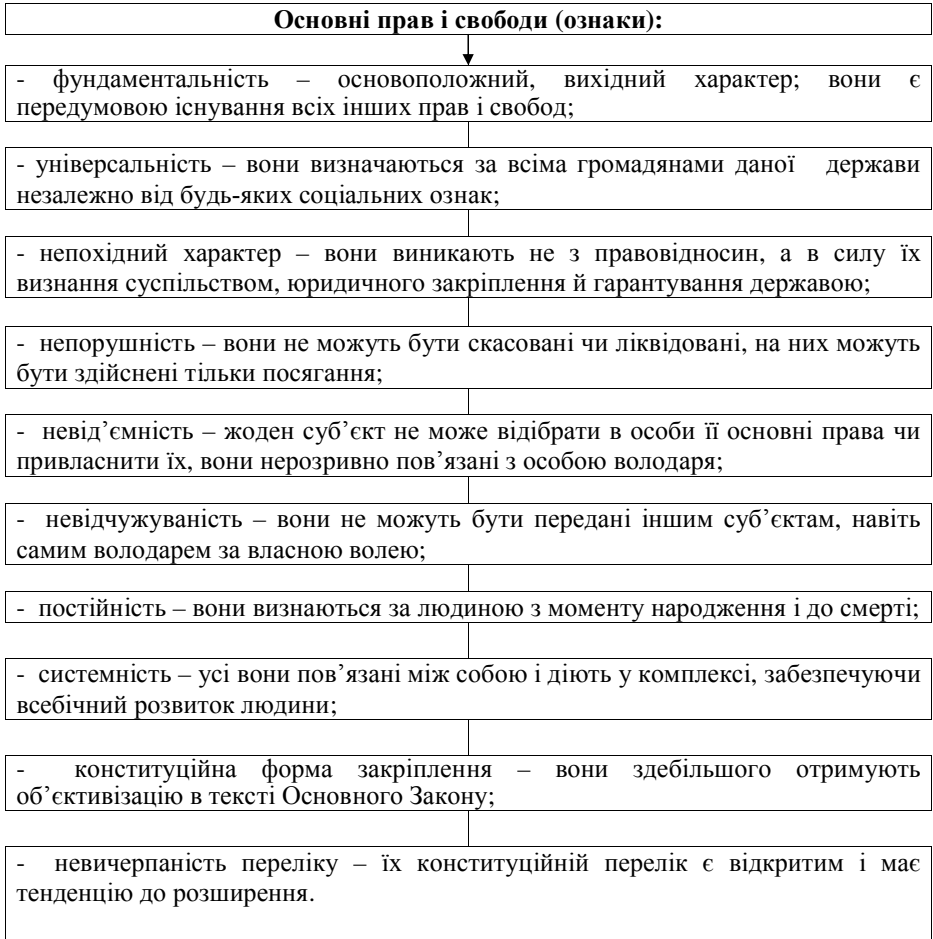 Основні прав і свободи (ознаки):
- фундаментальність – основоположний, вихідний характер; вони є
передумовою існування всіх інших прав і свобод;
- універсальність – вони визначаються за всіма громадянами даної держави
незалежно від будь-яких соціальних ознак;
- непохідний характер – вони виникають не з правовідносин, а в силу їх
визнання суспільством, юридичного закріплення й гарантування державою;
- непорушність – вони не можуть бути скасовані чи ліквідовані, на них можуть
бути здійснені тільки посягання;
- невід’ємність – жоден суб’єкт не може відібрати в особи її основні права чи
привласнити їх, вони нерозривно пов’язані з особою володаря;
- невідчужуваність – вони не можуть бути передані іншим суб’єктам, навіть
самим володарем за власною волею;
- постійність – вони визнаються за людиною з моменту народження і до смерті;
- системність – усі вони пов’язані між собою і діють у комплексі, забезпечуючи
всебічний розвиток людини;
- конституційна форма закріплення – вони здебільшого отримують
об’єктивізацію в тексті Основного Закону;
- невичерпаність переліку – їх конституційній перелік є відкритим і має
тенденцію до розширення.